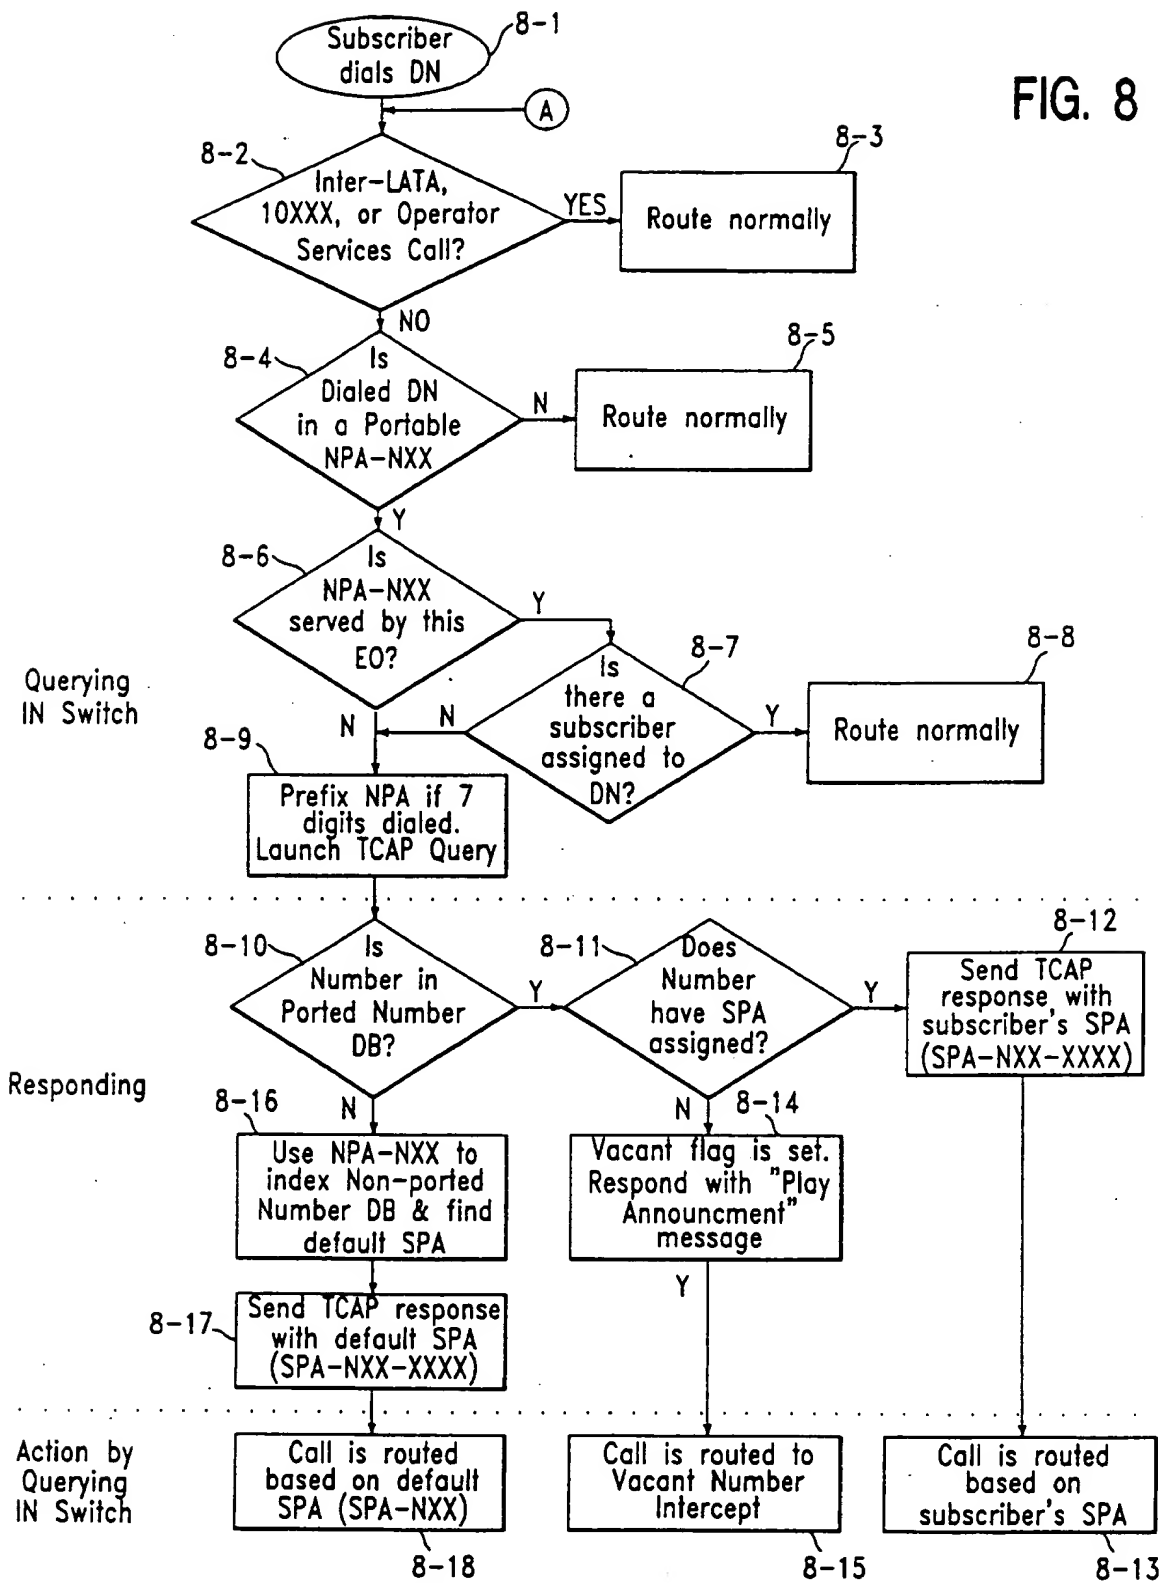 8-1
Subscriber
dials DN
A
FIG. 8
8-2
Inter-LATA,
10XXX, or Operator
Services Call?
YES
8-3
Route normally
NO
8-4
Is
Dialed DN
in a Portable
NPA-NXX
N
8-5
Route normally
Y
8-6
Is
NPA-NXX
served by this
EO?
Y
8-7
Is
there a
subscriber
assigned to
DN?
Y
8-8
Route normally
Querying
IN Switch
N
N
8-9
Prefix NPA if 7
digits dialed.
Launch TCAP Query
8-10
Is
Number in
Ported Number
DB?
Y
8-11
Does
Number
have SPA
assigned?
Y
8-12
Send TCAP
response with
subscriber's SPA
(SPA-NXX-XXXX)
Responding
N
8-16
Use NPA-NXX to
index Non-ported
Number DB & find
default SPA
N
8-14
Vacant flag is set.
Respond with "Play
Announcment"
message
Y
8-17
Send TCAP response
with default SPA
(SPA-NXX-XXXX)
Action by
Querying
IN Switch
Call is routed
based on default
SPA (SPA-NXX)
8-18
Call is routed to
Vacant Number
Intercept
8-15
Call is routed
based on
subscriber's SPA
8-13